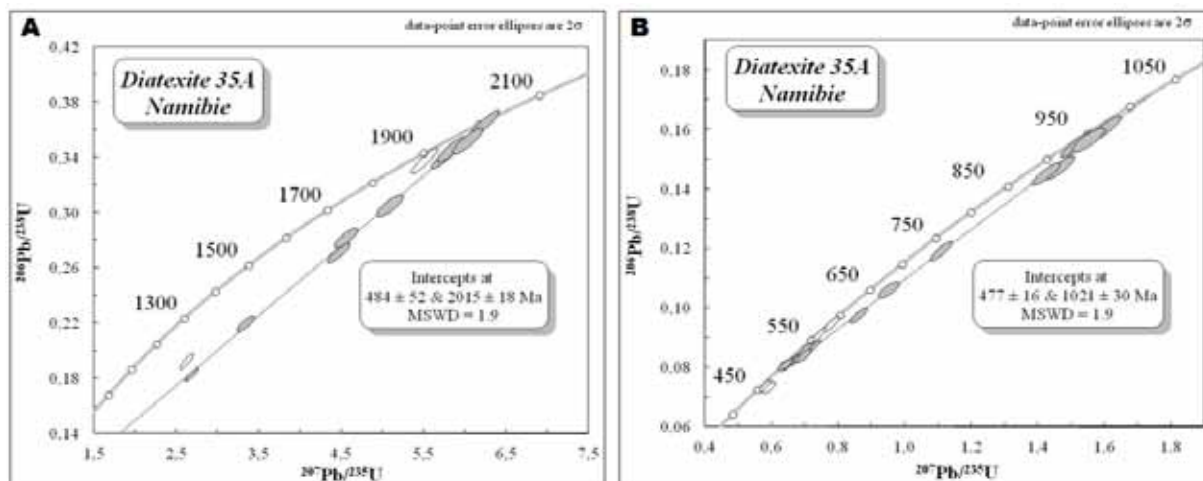 A
data-point error ellipses are 2σ
0.42
0.38
0.34
0.30
0.26
0.22
0.18
0.14
²⁰⁶Pb/²³⁸U
Diatexite 35A
Namibie
2100
1900
1700
1500
1300
Intercepts at
484 ± 52 & 2015 ± 18 Ma
MSWD = 1.9
1,5
2.5
3.5
4.5
5.5
6.5
7.5
²⁰⁷Pb/²³⁵U
B
data-point error ellipses are 2σ
0.18
0.16
0.14
0.12
0.10
0.08
0.06
²⁰⁶Pb/²³⁸U
Diatexite 35A
Namibie
1050
950
850
750
650
550
450
Intercepts at
477 ± 16 & 1021 ± 30 Ma
MSWD = 1.9
0.4
0.6
0.8
1.0
1.2
1.4
1.6
1.8
²⁰⁷Pb/²³⁵U